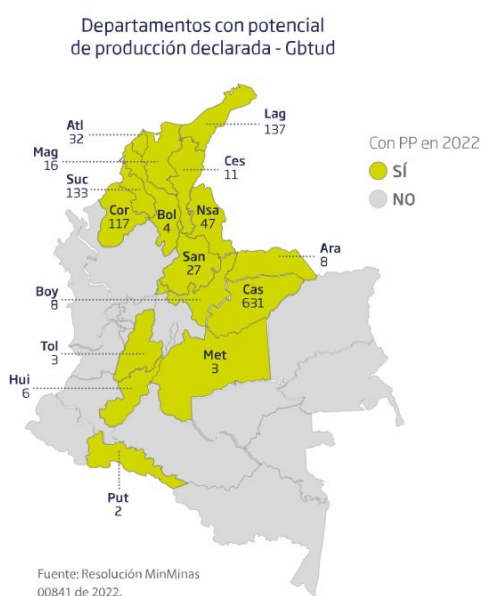 Departamentos con potencial
de producción declarada - Gbtud
Lag
137
Atl
32
Mag
16
Suc
133
Ces
11
Cor
117
Bol
4
Nsa
47
San
27
Ara
8
Boy
8
Cas
631
Tol
3
Met
3
Hui
6
Put
2
Con PP en 2022
SÍ
NO
Fuente: Resolución MinMinas
00841 de 2022.